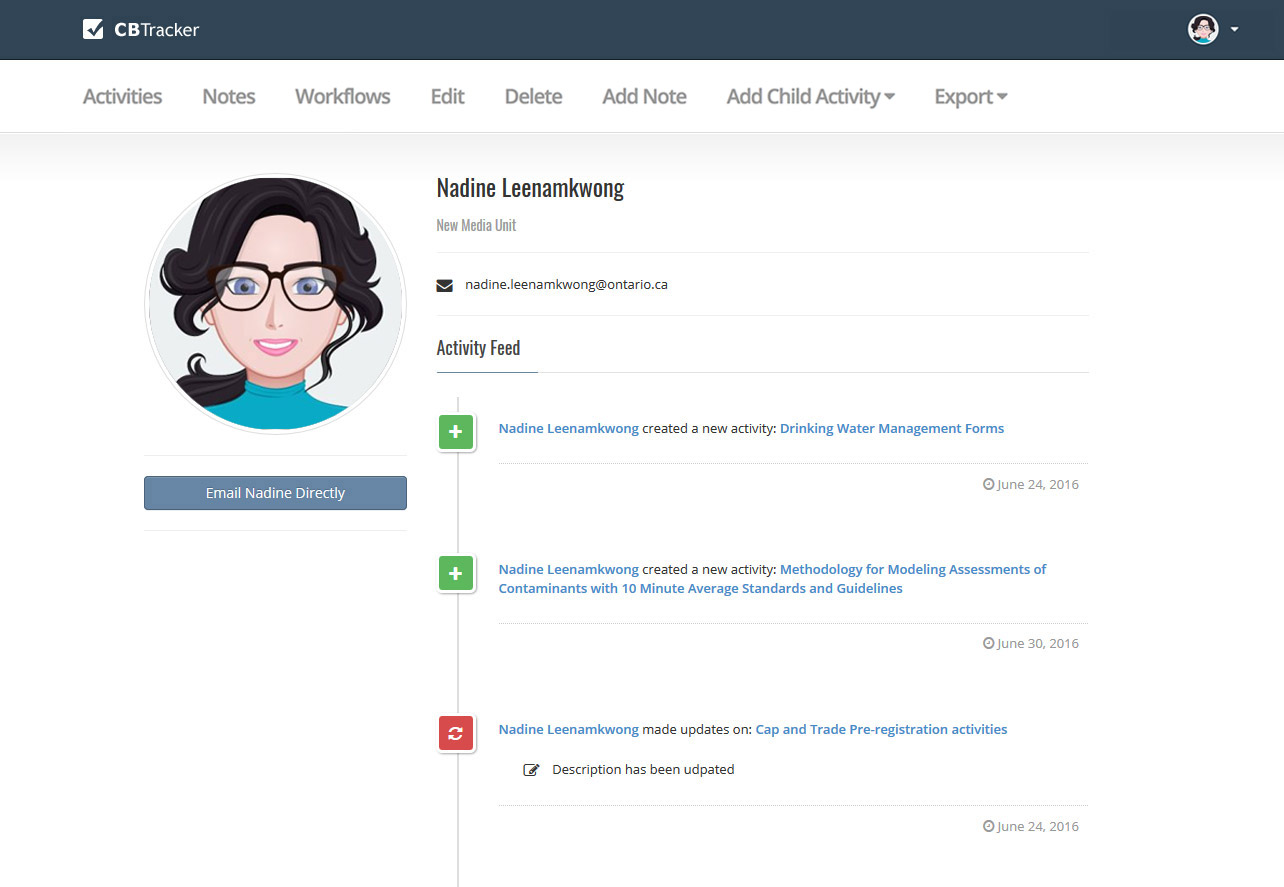 CBTracker
Activities Notes Workflows Edit Delete Add Note Add Child Activity Export
Nadine Leenamkwong
New Media Unit
nadine.leenamkwong@ontario.ca
Email Nadine Directly
Activity Feed
Nadine Leenamkwong created a new activity: Drinking Water Management Forms
June 24, 2016
Nadine Leenamkwong created a new activity: Methodology for Modeling Assessments of
Contaminants with 10 Minute Average Standards and Guidelines
June 30, 2016
Nadine Leenamkwong made updates on: Cap and Trade Pre-registration activities
Description has been udpated
June 24, 2016